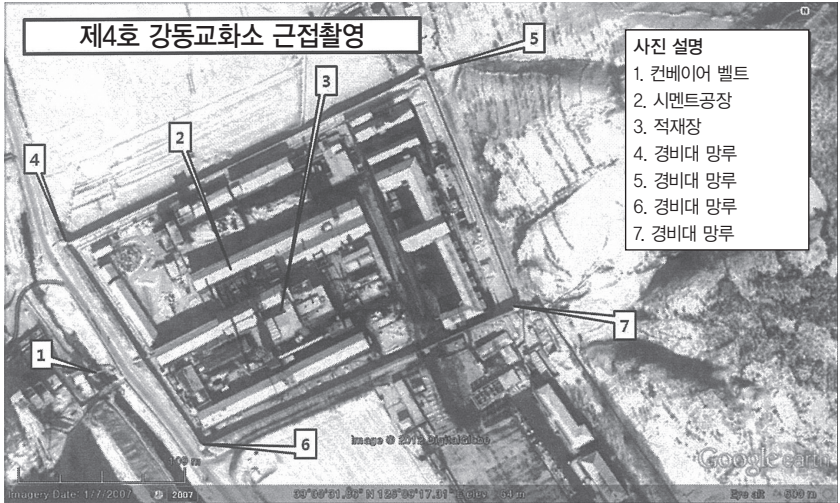 제4호 강동교화소 근접촬영
사진 설명
1. 컨베이어 벨트
2. 시멘트공장
3. 적재장
4. 경비대 망루
5. 경비대 망루
6. 경비대 망루
7. 경비대 망루
5
3
2
4
7
1
6
N
Google earth
Imagery Date: 1/7/2007
2007